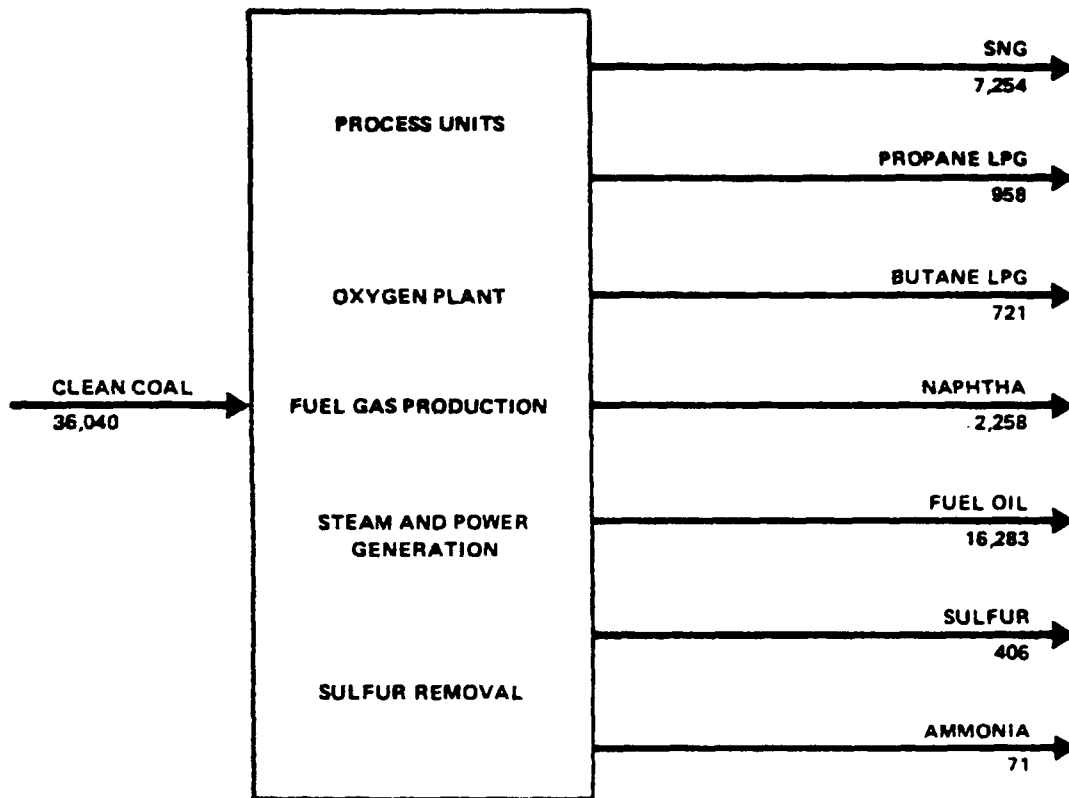 SNG
7,254
PROCESS UNITS
PROPANE LPG
958
OXYGEN PLANT
BUTANE LPG
721
CLEAN COAL
36,040
FUEL GAS PRODUCTION
NAPHTHA
2,258
STEAM AND POWER
GENERATION
FUEL OIL
16,283
SULFUR
406
SULFUR REMOVAL
AMMONIA
71